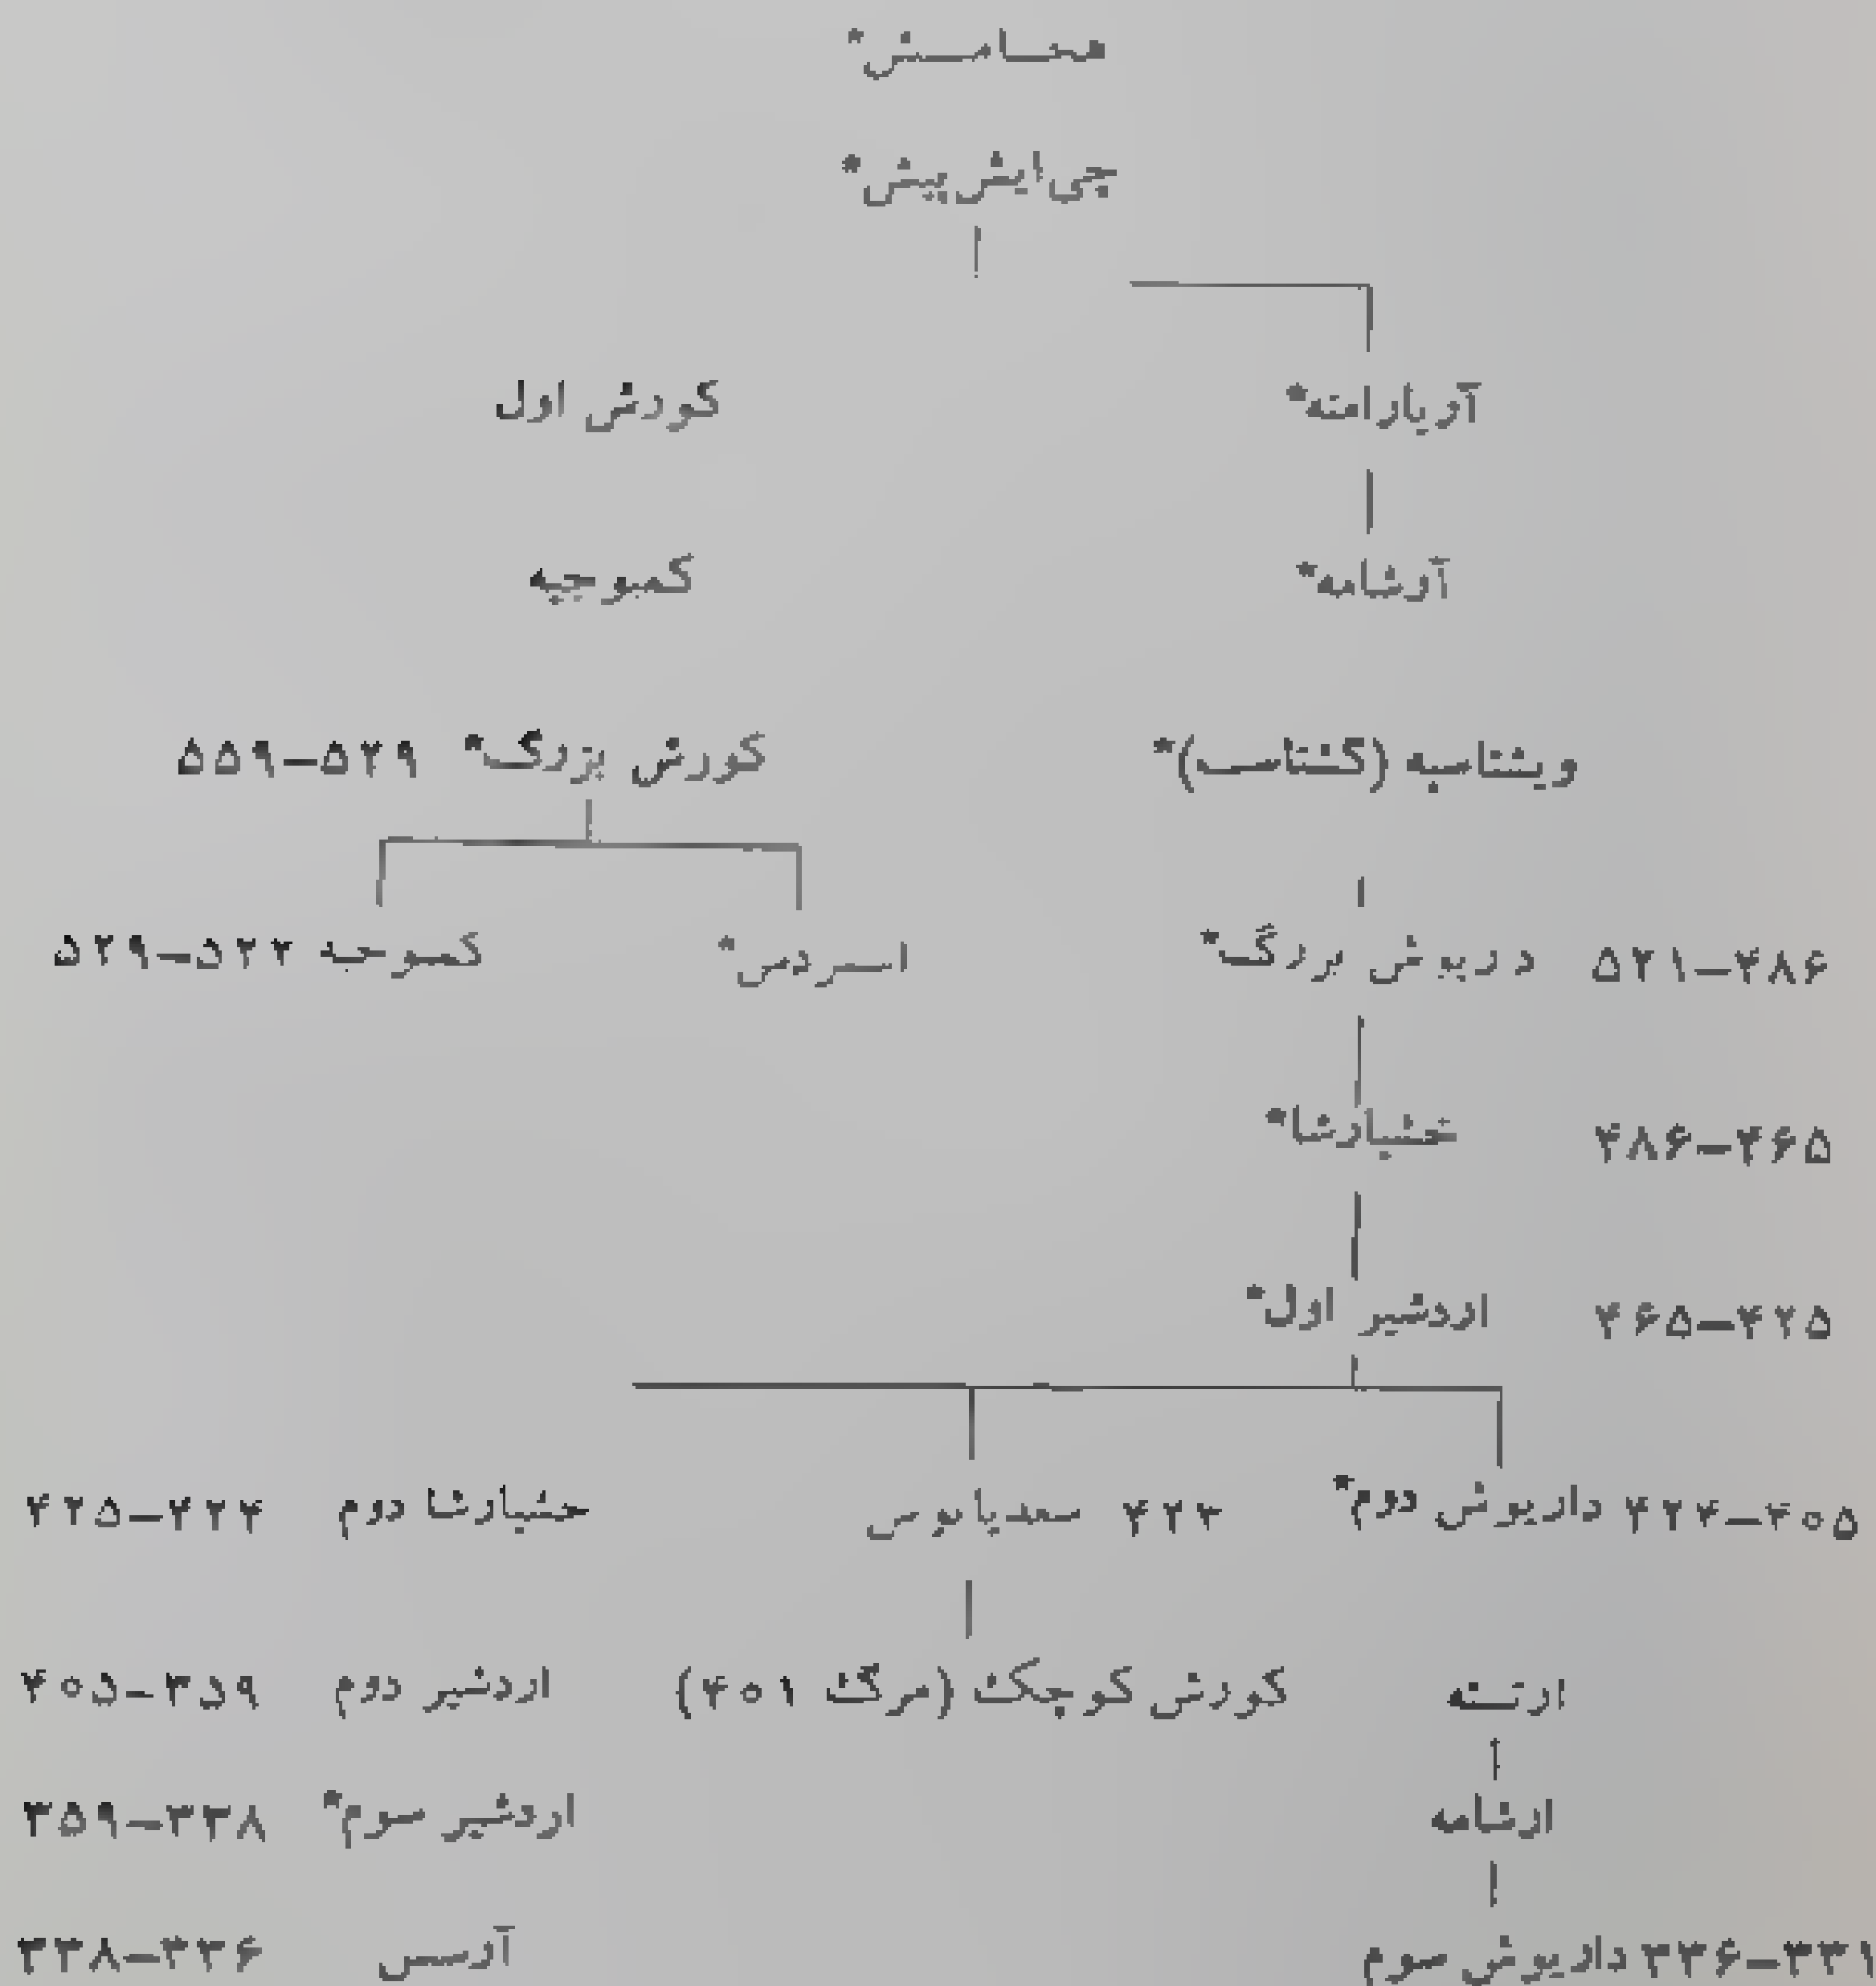 هخامنش*
چی‌ایش‌پیش*
آریارامنه* کورش اول
آرشامه* کمبوجیه
ویشتاسپه (گشتاسب)* کورش بزرگ* ۵۵۹–۵۲۹
۵۲۱–۴۸۶ داریوش بزرگ* اسمردیس* کمبوجیه ۵۲۹–۵۲۲
۴۸۶–۴۶۵ خشیارشا*
۴۶۵–۴۲۵ اردشیر اول*
۴۲۴–۴۰۵ داریوش دوم* ۴۲۴ سغدیانوس خشیارشا دوم ۴۲۵–۴۲۴
ارتسته کورش کوچک (مرگ ۴۰۱) اردشیر دوم ۴۰۵–۳۵۹
ارشامه اردشیر سوم* ۳۵۹–۳۳۸
۳۳۶–۳۳۱ داریوش سوم آرسس ۳۳۸–۳۳۶